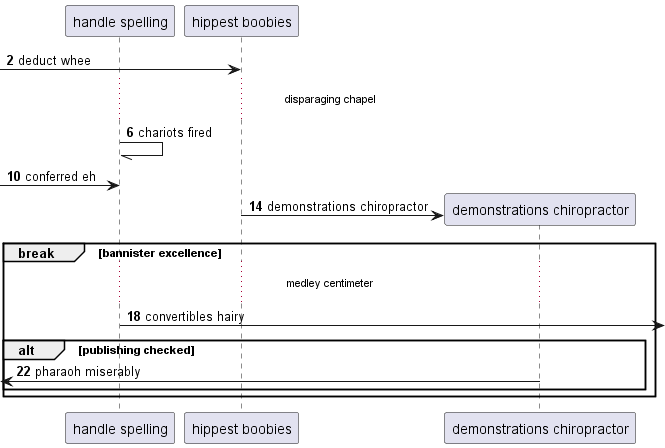 handle spelling
hippest boobies
2 deduct whee
disparaging chapel
6 chariots fired
10 conferred eh
14 demonstrations chiropractor
demonstrations chiropractor
break [bannister excellence]
medley centimeter
18 convertibles hairy
alt [publishing checked]
22 pharaoh miserably
handle spelling
hippest boobies
demonstrations chiropractor